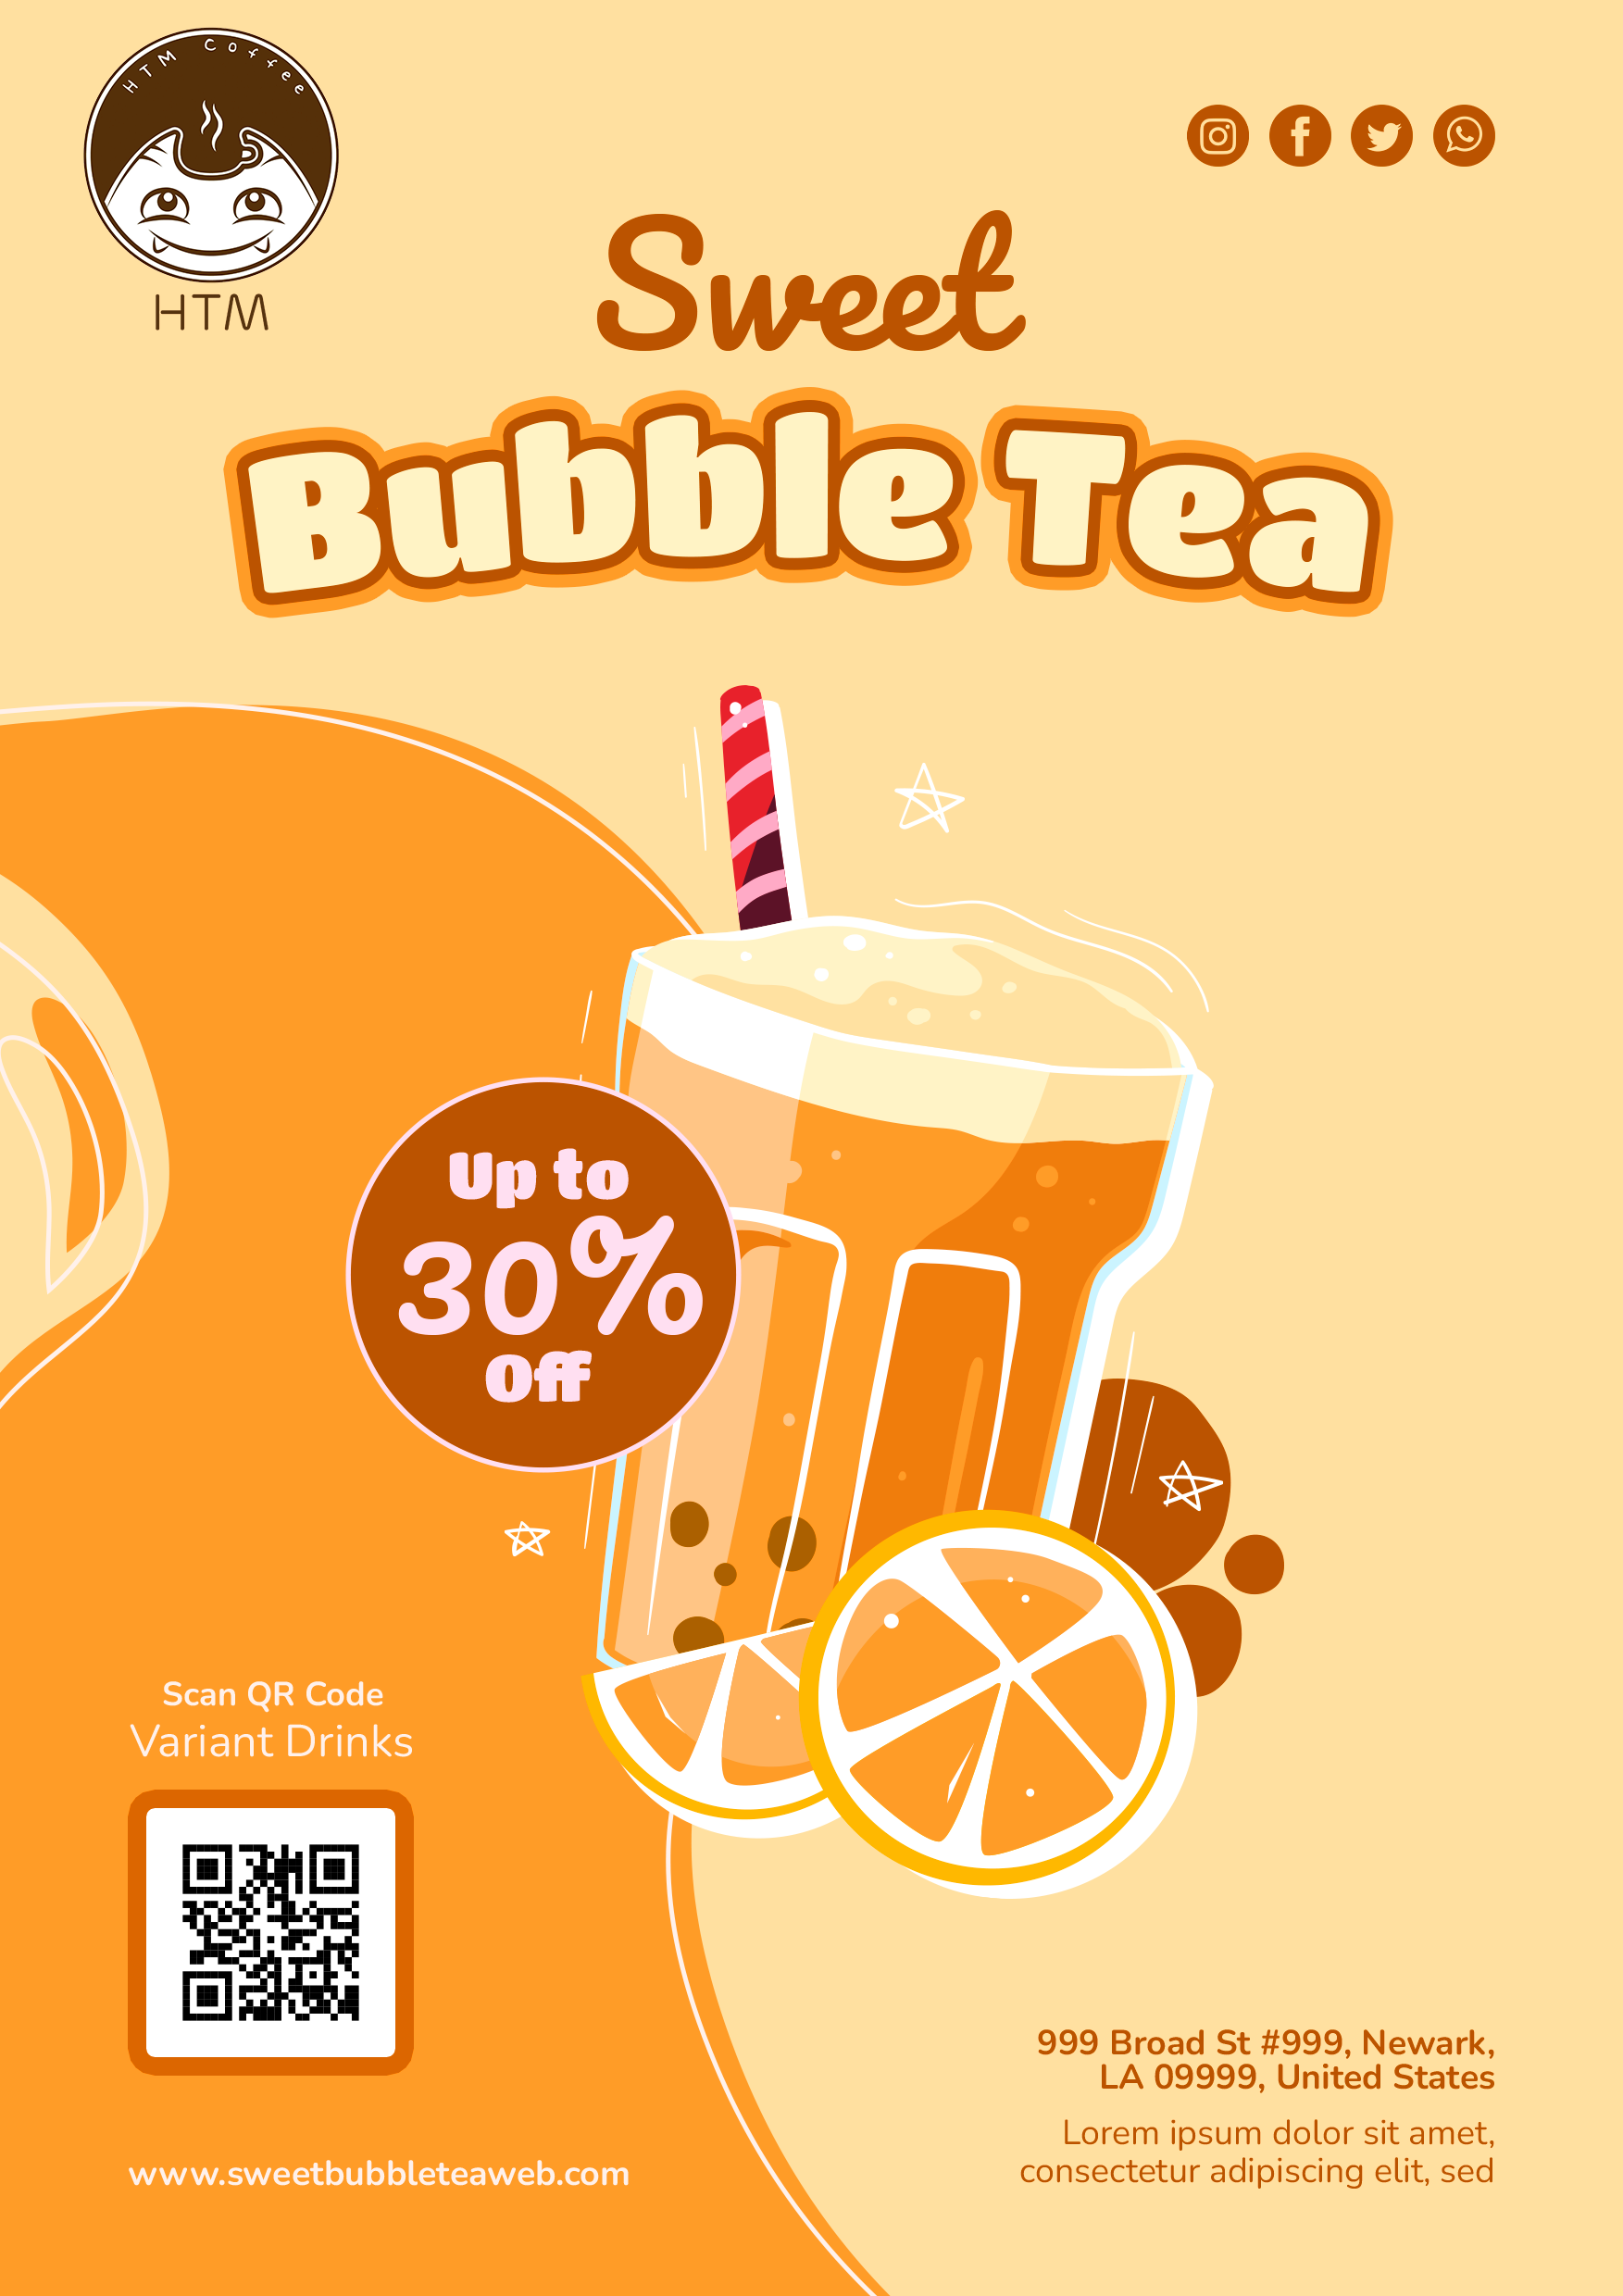 HTM Coffee
HTM
Sweet
Bubble Tea
Up to
30%
Off
Scan QR Code
Variant Drinks
999 Broad St #999, Newark,
LA 09999, United States
Lorem ipsum dolor sit amet,
consectetur adipiscing elit, sed
www.sweetbubbleteaweb.com